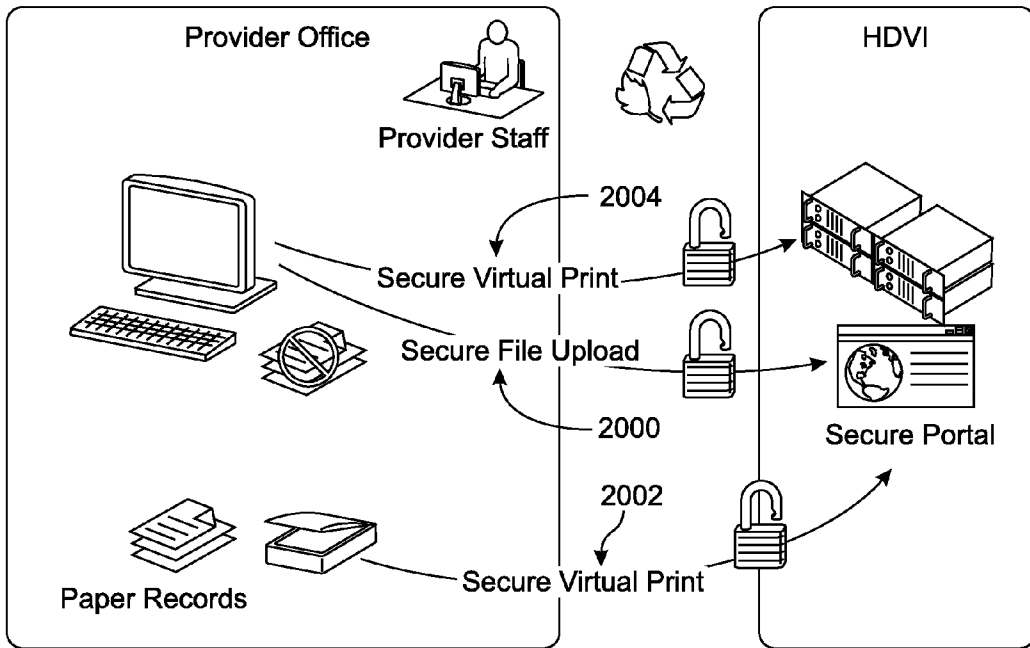 Provider Office
HDVI
Provider Staff
2004
Secure Virtual Print
Secure File Upload
2000
Secure Portal
2002
Secure Virtual Print
Paper Records